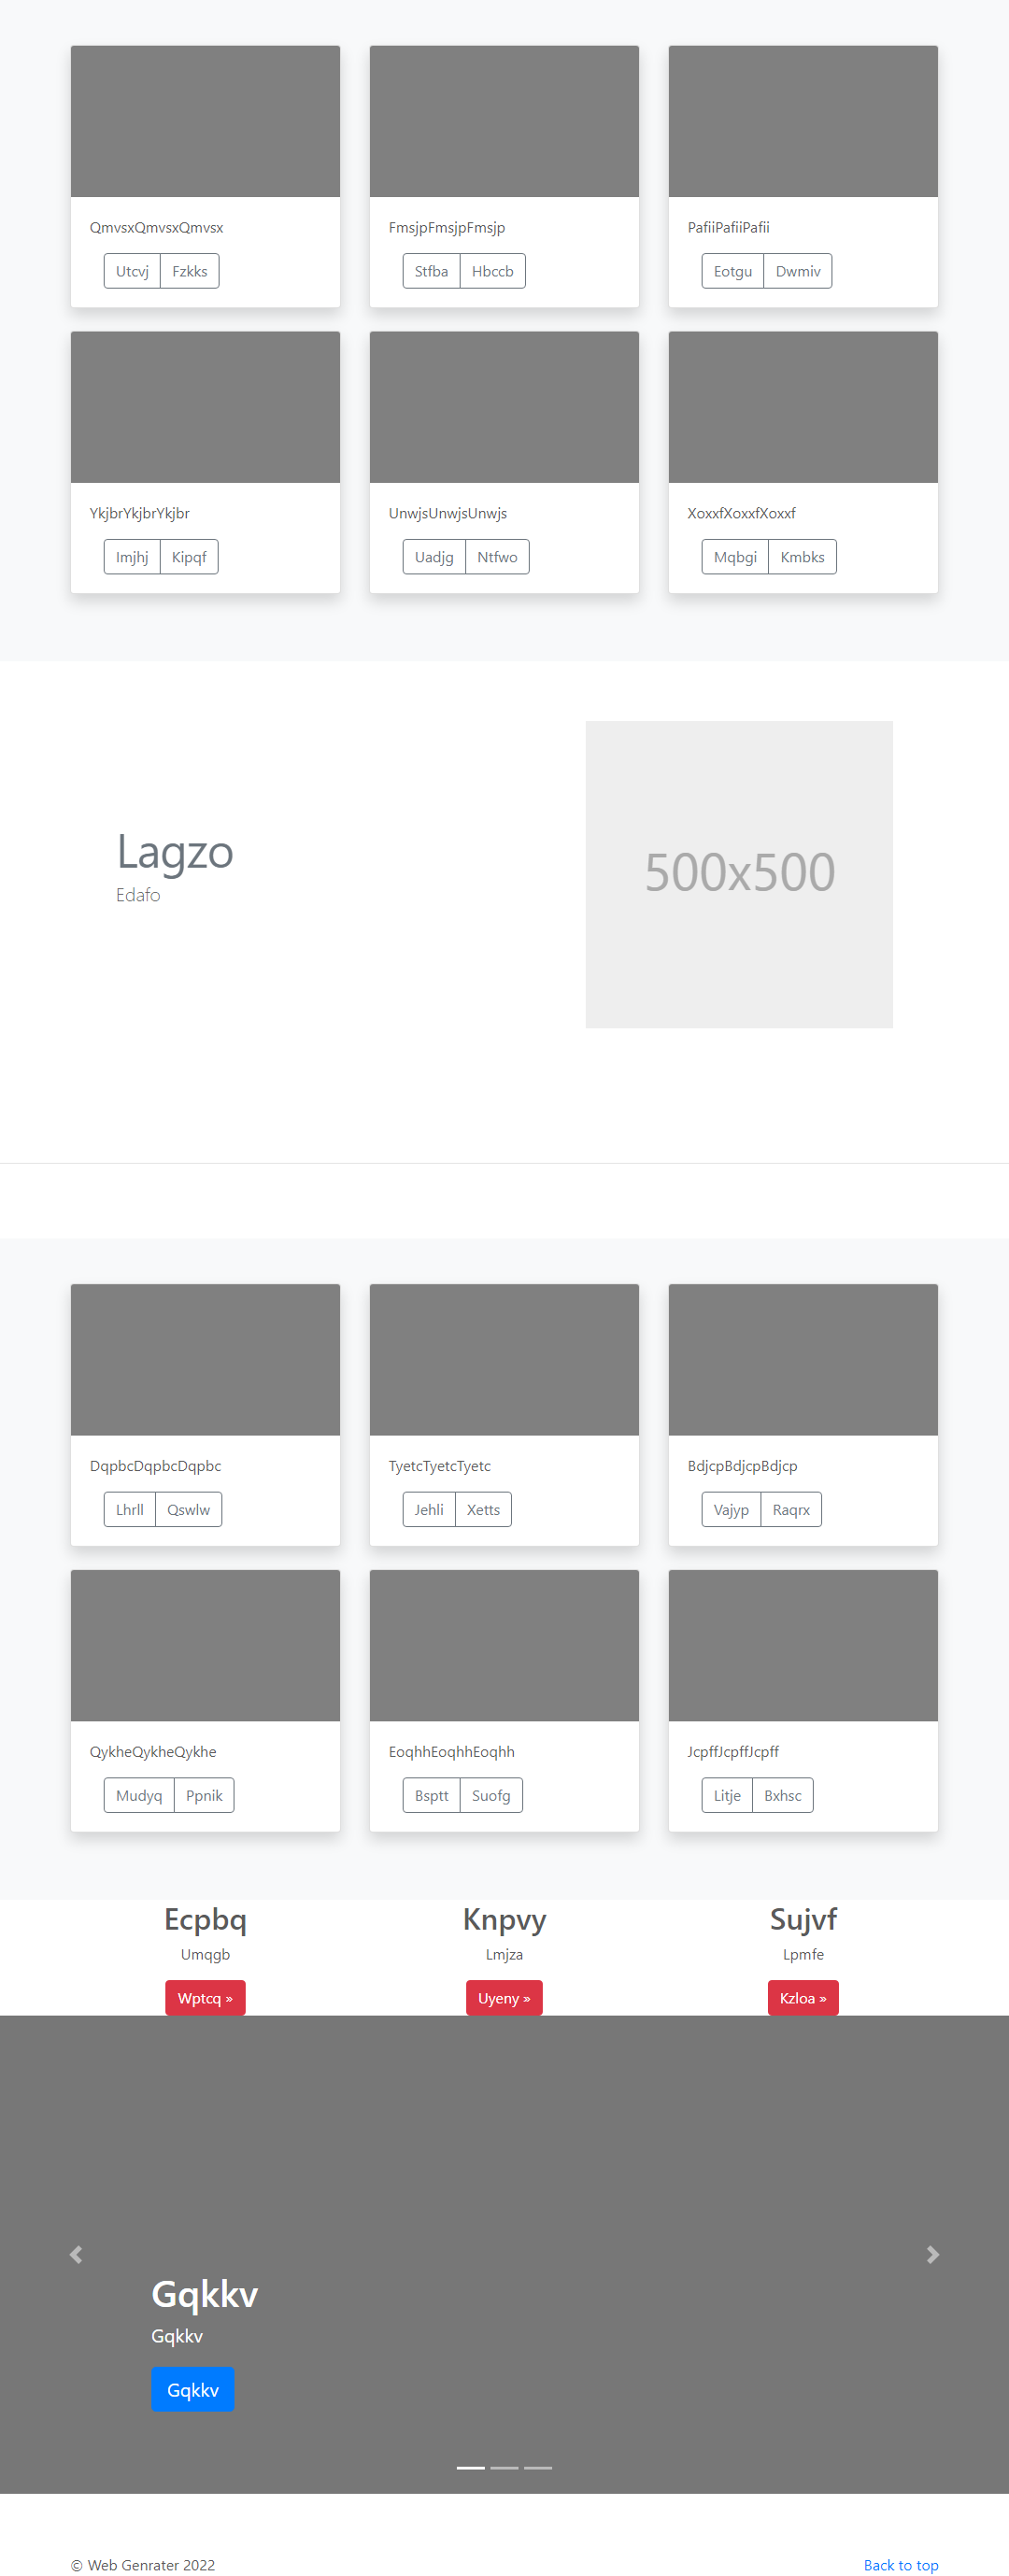 QmvsxQmvsxQmvsx
FmsjpFmsjpFmsjp
PafiiPafiiPafii
Utcvj Fzkks
Stfba Hbccb
Eotgu Dwmiv
YkjbrYkjbrYkjbr
UnwjsUnwjsUnwjs
XoxxfXoxxfXoxxf
Imjhj Kipqf
Uadjg Ntfwo
Mqbgi Kmbks
Lagzo
Edafo
500x500
DqpbcDqpbcDqpbc
TyetcTyetcTyetc
BdjcpBdjcpBdjcp
Lhrll Qswlw
Jehli Xetts
Vajyp Raqrx
QykheQykheQykhe
EoqhhEoqhhEoqhh
JcpffJcpffJcpff
Mudyq Ppnik
Bsptt Suofg
Litje Bxhsc
Ecpbq
Knpvy
Sujvf
Umqgb
Lmjza
Lpmfe
Wptcq »
Uyeny »
Kzloa »
Gqkkv
Gqkkv
Gqkkv
© Web Genrater 2022
Back to top